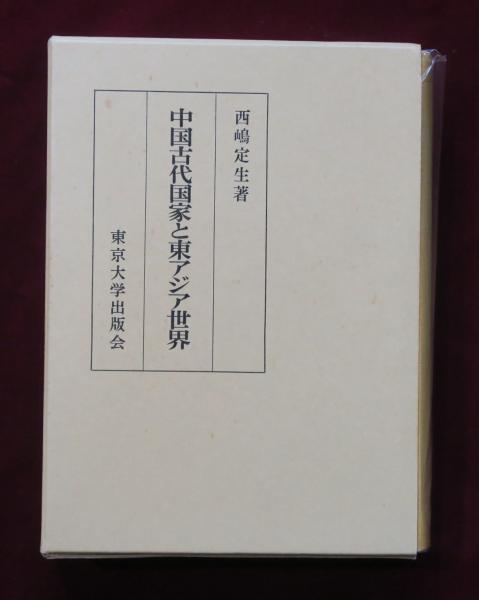 西嶋定生著
中国古代国家と東アジア世界
東京大学出版会